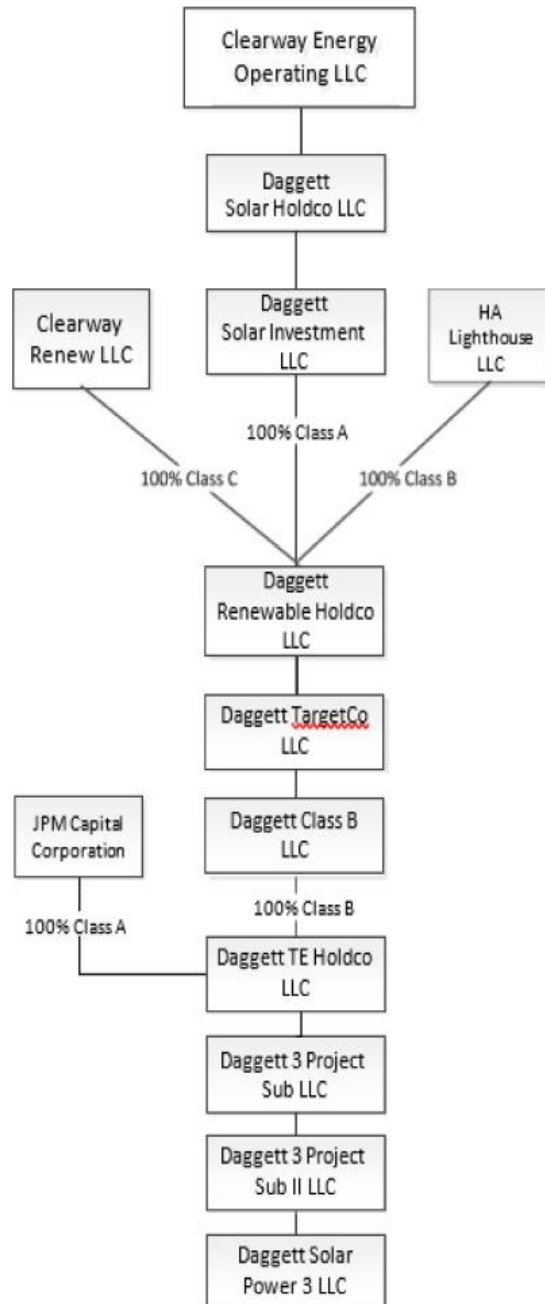 Clearway Energy
Operating LLC
Daggett
Solar Holdco LLC
Clearway
Renew LLC
Daggett
Solar Investment
LLC
HA
Lighthouse
LLC
100% Class A
100% Class C
100% Class B
Daggett
Renewable Holdco
LLC
Daggett TargetCo
LLC
JPM Capital
Corporation
Daggett Class B
LLC
100% Class B
100% Class A
Daggett TE Holdco
LLC
Daggett 3 Project
Sub LLC
Daggett 3 Project
Sub II LLC
Daggett Solar
Power 3 LLC